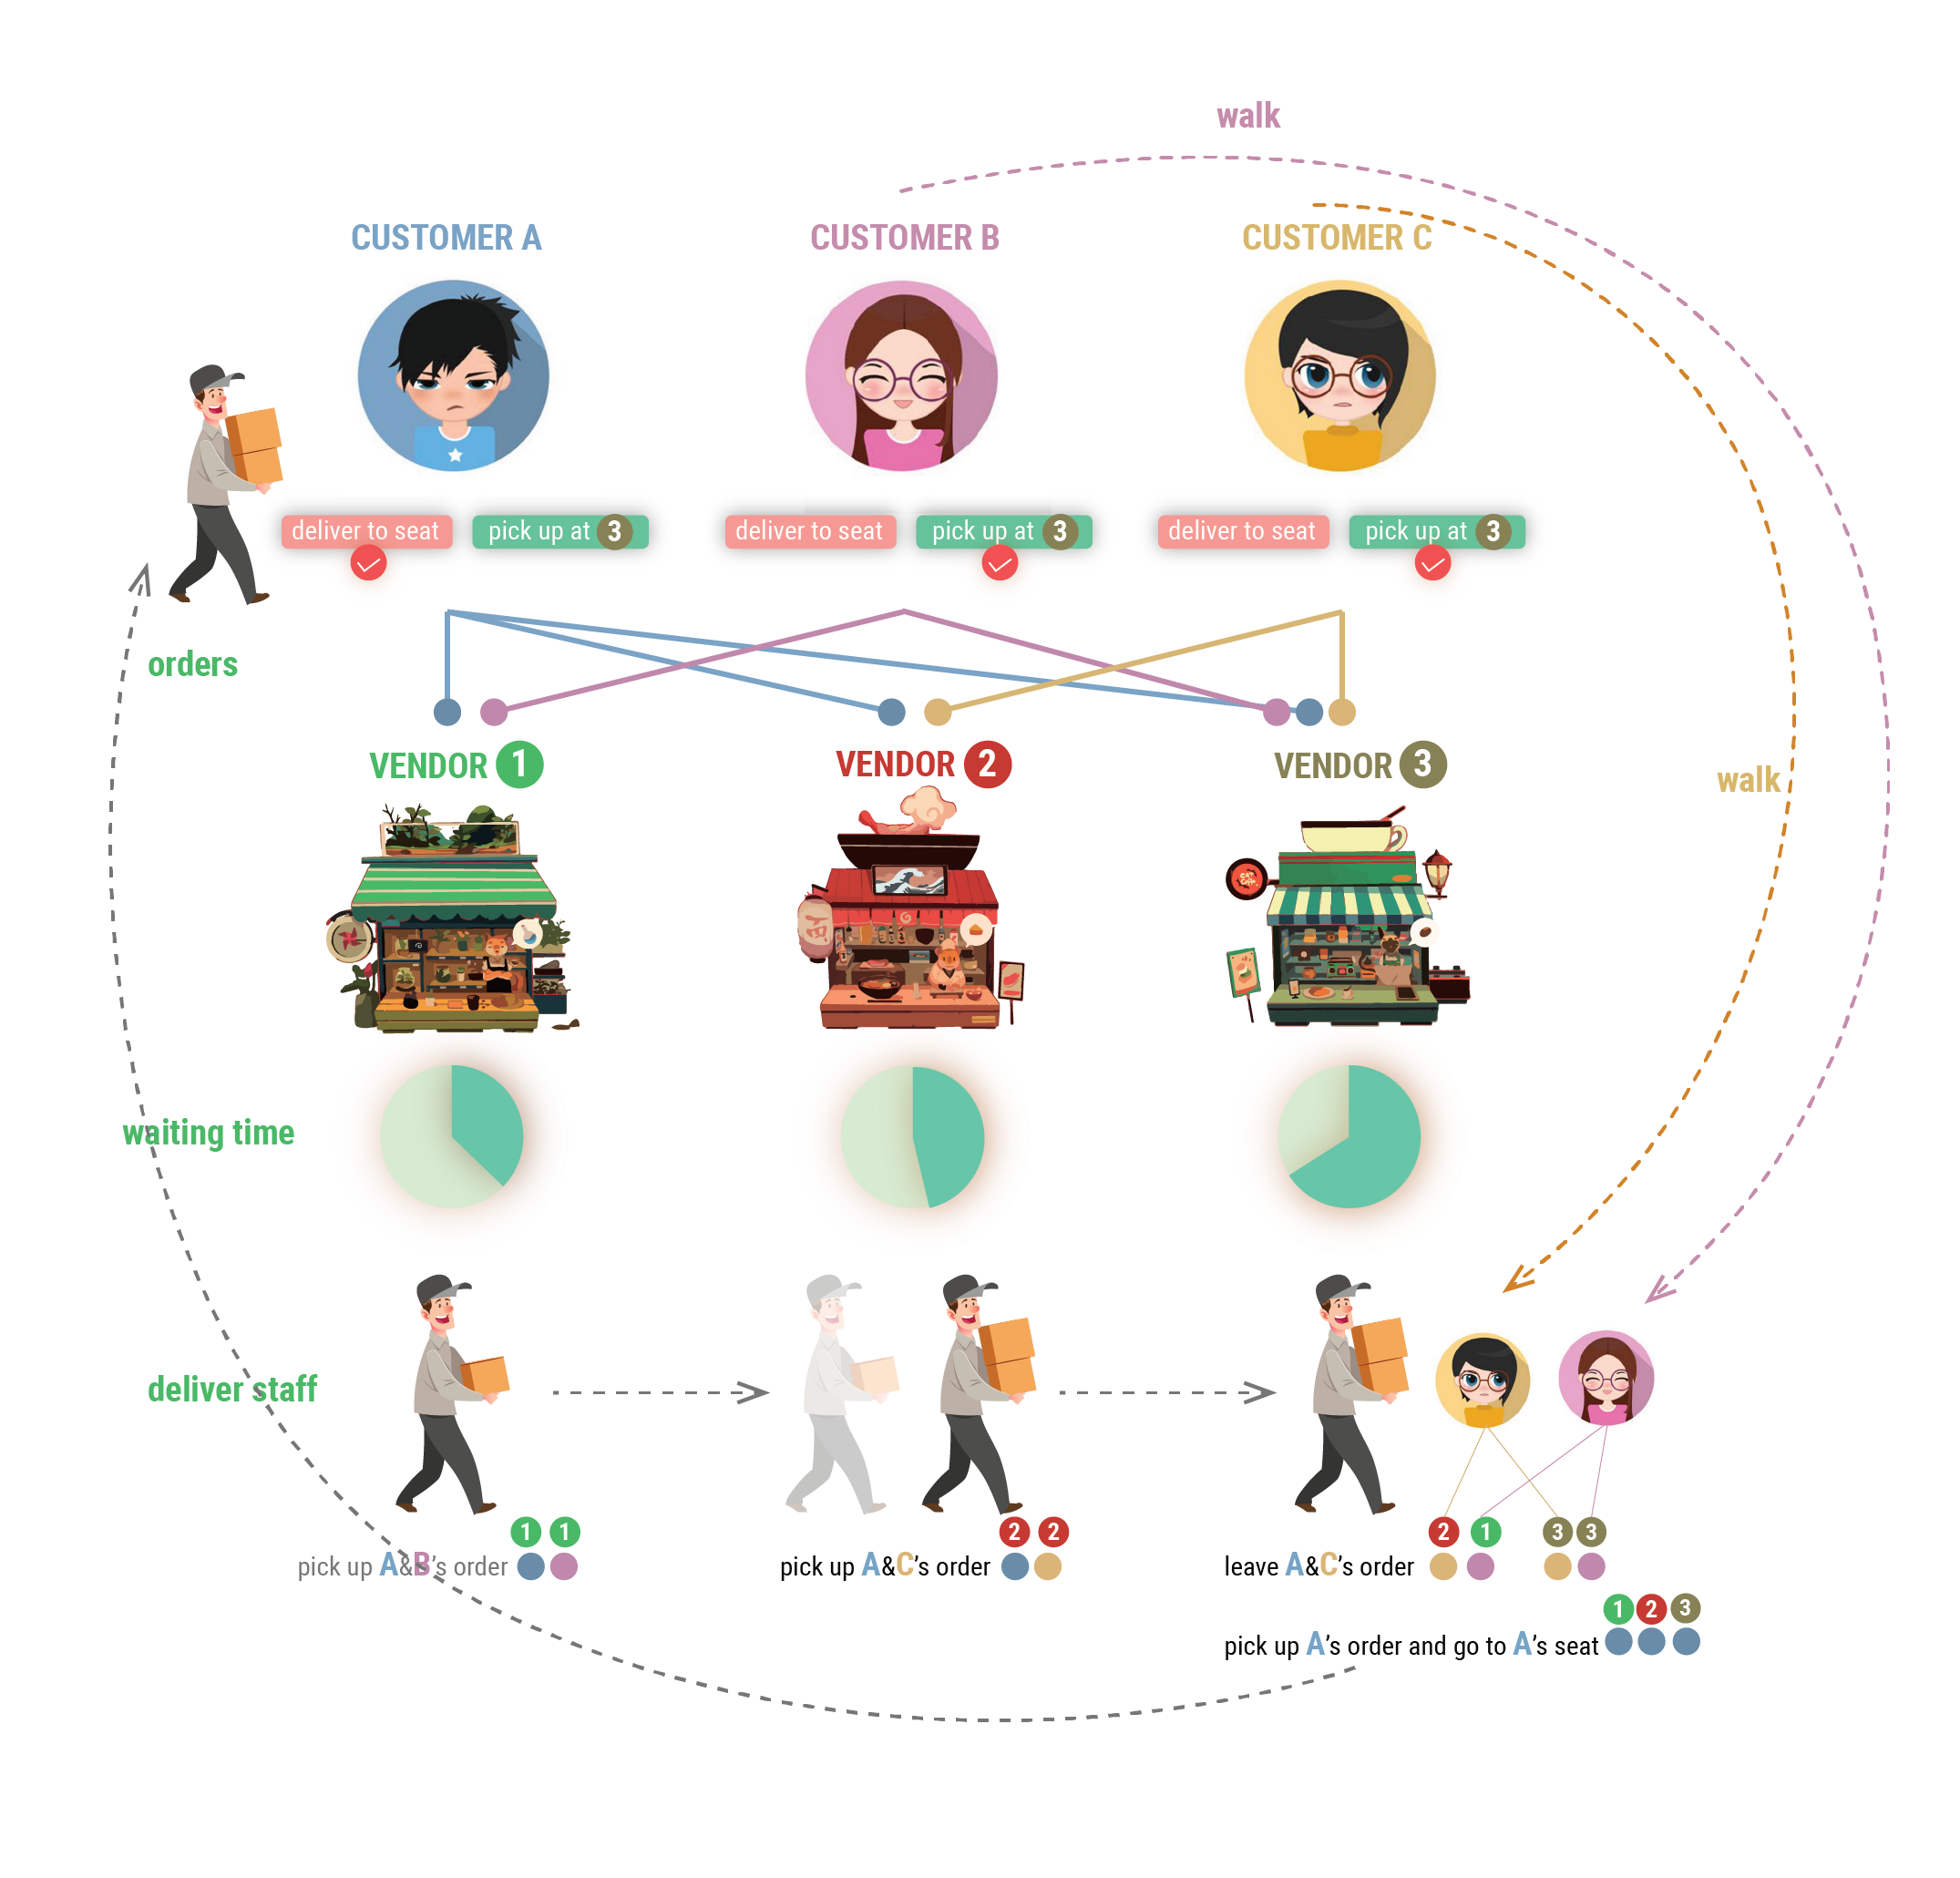 walk
CUSTOMER A
CUSTOMER B
CUSTOMER C
deliver to seat
pick up at 3
deliver to seat
pick up at 3
deliver to seat
pick up at 3
orders
VENDOR 1
VENDOR 2
VENDOR 3
walk
waiting time
deliver staff
1 1
2 2
2 1 3 3
pick up A&B's order
pick up A&C's order
leave A&C's order
1 2 3
pick up A's order and go to A's seat